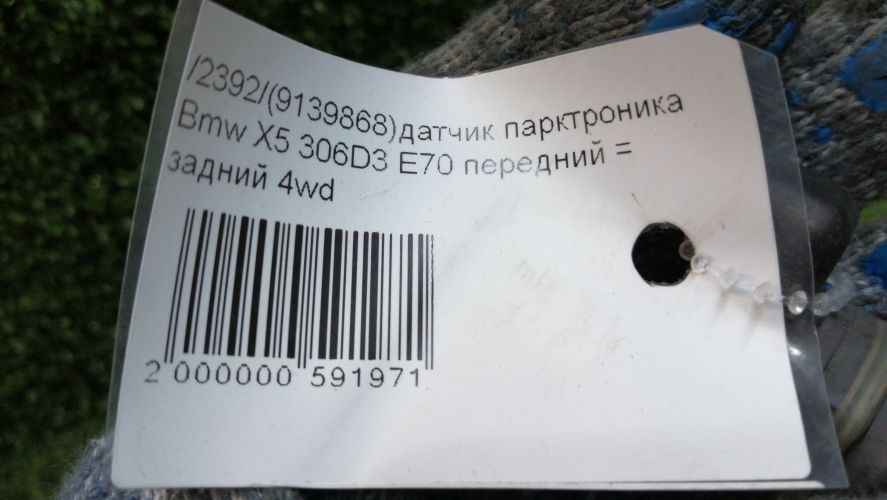 /2392/(9139868)датчик парктроника
Bmw X5 306D3 E70 передний =
задний 4wd
2 000000 591971